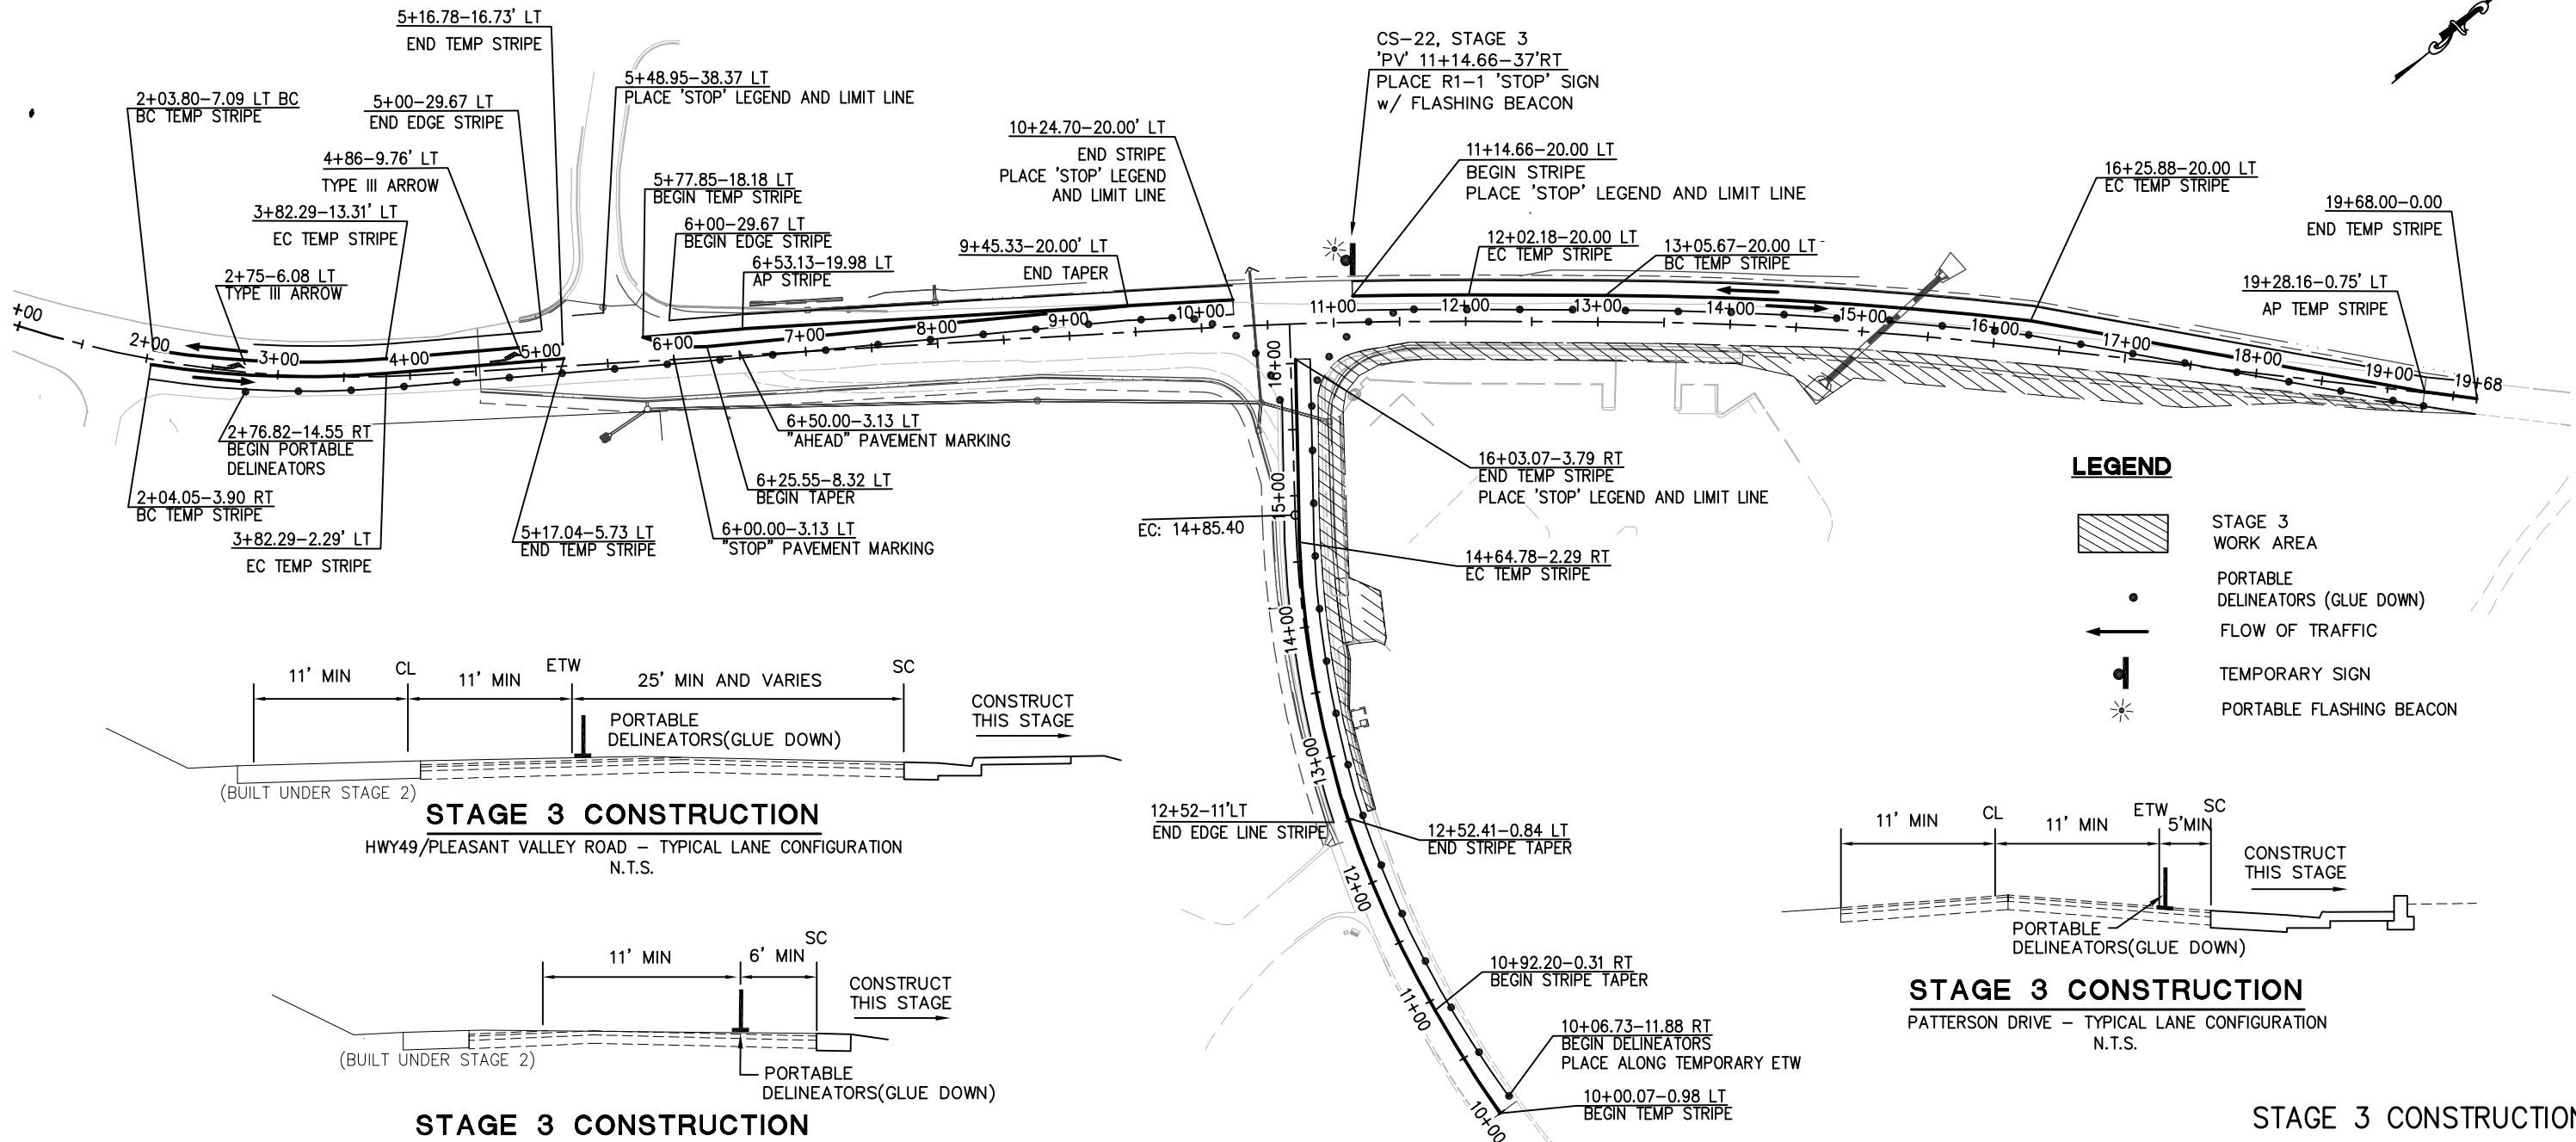 5+16.78-16.73' LT
END TEMP STRIPE
2+03.80-7.09 LT BC
BC TEMP STRIPE
5+00-29.67 LT
END EDGE STRIPE
5+48.95-38.37 LT
PLACE 'STOP' LEGEND AND LIMIT LINE
4+86-9.76' LT
TYPE III ARROW
3+82.29-13.31' LT
EC TEMP STRIPE
2+75-6.08 LT
TYPE III ARROW
5+77.85-18.18 LT
BEGIN TEMP STRIPE
6+00-29.67 LT
BEGIN EDGE STRIPE
6+53.13-19.98 LT
AP STRIPE
10+24.70-20.00' LT
END STRIPE
PLACE 'STOP' LEGEND
AND LIMIT LINE
9+45.33-20.00' LT
END TAPER
CS-22, STAGE 3
'PV' 11+14.66-37'RT
PLACE R1-1 'STOP' SIGN
w/ FLASHING BEACON
11+14.66-20.00 LT
BEGIN STRIPE
PLACE 'STOP' LEGEND AND LIMIT LINE
12+02.18-20.00 LT
EC TEMP STRIPE
13+05.67-20.00 LT
BC TEMP STRIPE
16+25.88-20.00 LT
EC TEMP STRIPE
19+68.00-0.00
END TEMP STRIPE
19+28.16-0.75' LT
AP TEMP STRIPE
+00
2+00
3+00
4+00
5+00
6+00
7+00
8+00
9+00
10+00
11+00
12+00
13+00
14+00
15+00
16+00
17+00
18+00
19+00
19+68
2+76.82-14.55 RT
BEGIN PORTABLE
DELINEATORS
2+04.05-3.90 RT
BC TEMP STRIPE
3+82.29-2.29' LT
EC TEMP STRIPE
5+17.04-5.73 LT
END TEMP STRIPE
6+50.00-3.13 LT
"AHEAD" PAVEMENT MARKING
6+25.55-8.32 LT
BEGIN TAPER
6+00.00-3.13 LT
"STOP" PAVEMENT MARKING
16+00
15+00
14+00
13+00
12+00
11+00
10+00
EC: 14+85.40
16+03.07-3.79 RT
END TEMP STRIPE
PLACE 'STOP' LEGEND AND LIMIT LINE
14+64.78-2.29 RT
EC TEMP STRIPE
12+52-11'LT
END EDGE LINE STRIPE
12+52.41-0.84 LT
END STRIPE TAPER
10+92.20-0.31 RT
BEGIN STRIPE TAPER
10+06.73-11.88 RT
BEGIN DELINEATORS
PLACE ALONG TEMPORARY ETW
10+00.07-0.98 LT
BEGIN TEMP STRIPE
LEGEND
STAGE 3
WORK AREA
PORTABLE
DELINEATORS (GLUE DOWN)
FLOW OF TRAFFIC
TEMPORARY SIGN
PORTABLE FLASHING BEACON
11' MIN
CL
11' MIN
ETW
25' MIN AND VARIES
SC
CONSTRUCT
THIS STAGE
PORTABLE
DELINEATORS(GLUE DOWN)
(BUILT UNDER STAGE 2)
STAGE 3 CONSTRUCTION
HWY49/PLEASANT VALLEY ROAD - TYPICAL LANE CONFIGURATION
N.T.S.
11' MIN
6' MIN
SC
CONSTRUCT
THIS STAGE
(BUILT UNDER STAGE 2)
PORTABLE
DELINEATORS(GLUE DOWN)
STAGE 3 CONSTRUCTION
11' MIN
CL
11' MIN
ETW
5'MIN
SC
CONSTRUCT
THIS STAGE
PORTABLE
DELINEATORS(GLUE DOWN)
STAGE 3 CONSTRUCTION
PATTERSON DRIVE - TYPICAL LANE CONFIGURATION
N.T.S.
STAGE 3 CONSTRUCTION